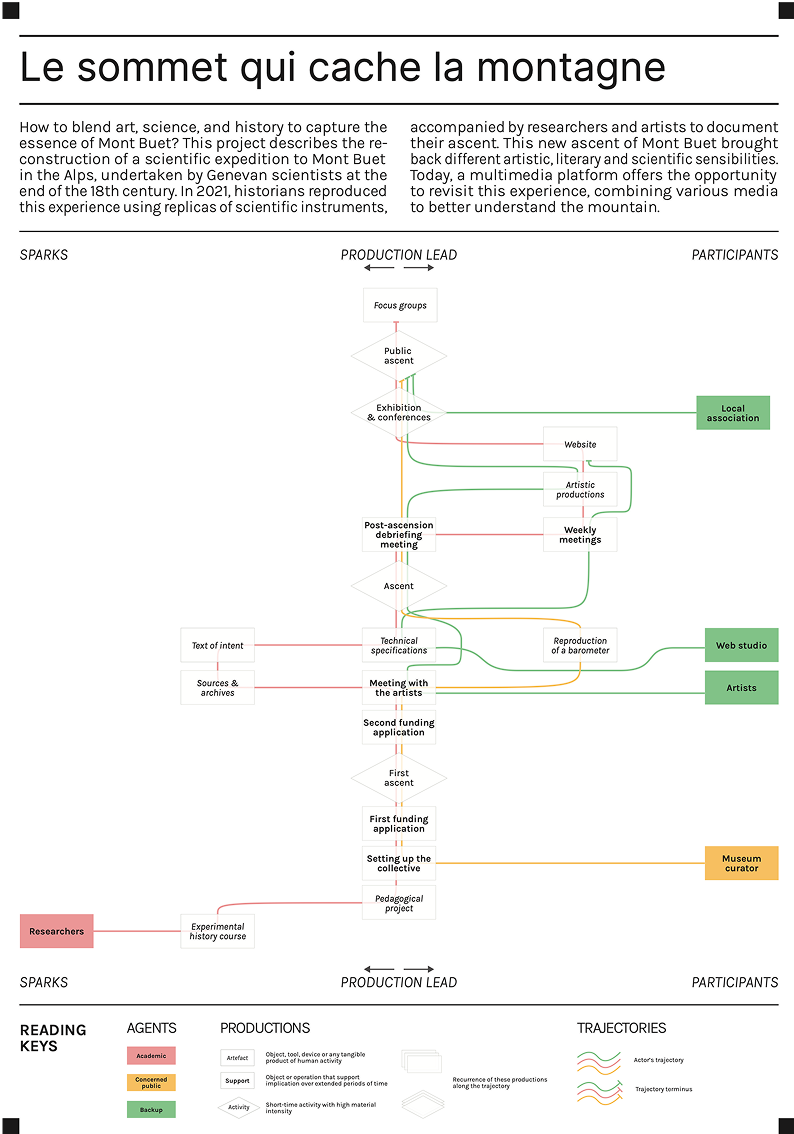 Le sommet qui cache la montagne
How to blend art, science, and history to capture the
essence of Mont Buet? This project describes the re-
construction of a scientific expedition to Mont Buet
in the Alps, undertaken by Genevan scientists at the
end of the 18th century. In 2021, historians reproduced
this experience using replicas of scientific instruments,
accompanied by researchers and artists to document
their ascent. This new ascent of Mont Buet brought
back different artistic, literary and scientific sensibilities.
Today, a multimedia platform offers the opportunity
to revisit this experience, combining various media
to better understand the mountain.
SPARKS
PRODUCTION LEAD
PARTICIPANTS
Focus groups
Public
ascent
Exhibition
& conferences
Local
association
Website
Artistic
productions
Post-ascension
debriefing
meeting
Weekly
meetings
Ascent
Text of intent
Technical
specifications
Reproduction
of a barometer
Web studio
Sources &
archives
Meeting with
the artists
Artists
Second funding
application
First
ascent
First funding
application
Setting up the
collective
Museum
curator
Pedagogical
project
Researchers
Experimental
history course
SPARKS
PRODUCTION LEAD
PARTICIPANTS
READING
KEYS
AGENTS
Academic
Concerned
public
Backup
PRODUCTIONS
Artefact
Object, tool, device or any tangible
product of human activity
Support
Object or operation that support
implication over extended periods of time
Activity
Short-time activity with high material
intensity
Recurrence of these productions
along the trajectory
TRAJECTORIES
Actor's trajectory
Trajectory terminus